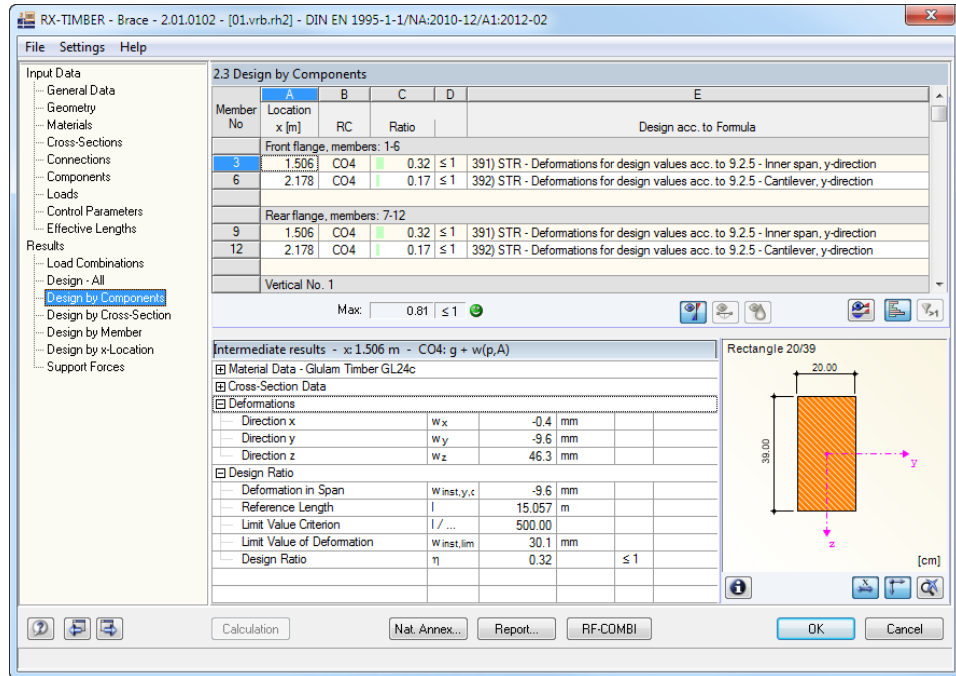 RX-TIMBER - Brace - 2.01.0102 - [01.vrb.rh2] - DIN EN 1995-1-1/NA:2010-12/A1:2012-02
x
File Settings Help
Input Data
General Data
Geometry
Materials
Cross-Sections
Connections
Components
Loads
Control Parameters
Effective Lengths
Results
Load Combinations
Design - All
Design by Components
Design by Cross-Section
Design by Member
Design by x-Location
Support Forces
2.3 Design by Components
A B C D E
Member Location
No x [m] RC Ratio Design acc. to Formula
Front flange, members: 1-6
3 1.506 CO4 0.32 ≤ 1 391) STR - Deformations for design values acc. to 9.2.5 - Inner span, y-direction
6 2.178 CO4 0.17 ≤ 1 392) STR - Deformations for design values acc. to 9.2.5 - Cantilever, y-direction
Rear flange, members: 7-12
9 1.506 CO4 0.32 ≤ 1 391) STR - Deformations for design values acc. to 9.2.5 - Inner span, y-direction
12 2.178 CO4 0.17 ≤ 1 392) STR - Deformations for design values acc. to 9.2.5 - Cantilever, y-direction
Vertical No. 1
Max: 0.81 ≤ 1
>1
Intermediate results - x: 1.506 m - CO4: g + w(p,A)
Material Data - Glulam Timber GL24c
Cross-Section Data
Deformations
Direction x wx -0.4 mm
Direction y wy -9.6 mm
Direction z wz 46.3 mm
Design Ratio
Deformation in Span winst,y,c -9.6 mm
Reference Length l 15.057 m
Limit Value Criterion l / ... 500.00
Limit Value of Deformation winst,lim 30.1 mm
Design Ratio η 0.32 ≤ 1
Rectangle 20/39
20.00
39.00
y
z
[cm]
i
x
Calculation Nat. Annex... Report... RF-COMBI OK Cancel